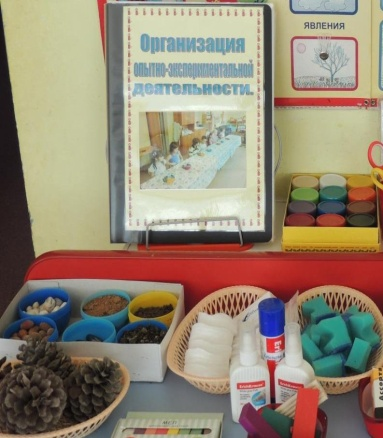 Организация
опытно-экспериментальной
деятельности.
ЯВЛЕНИЯ